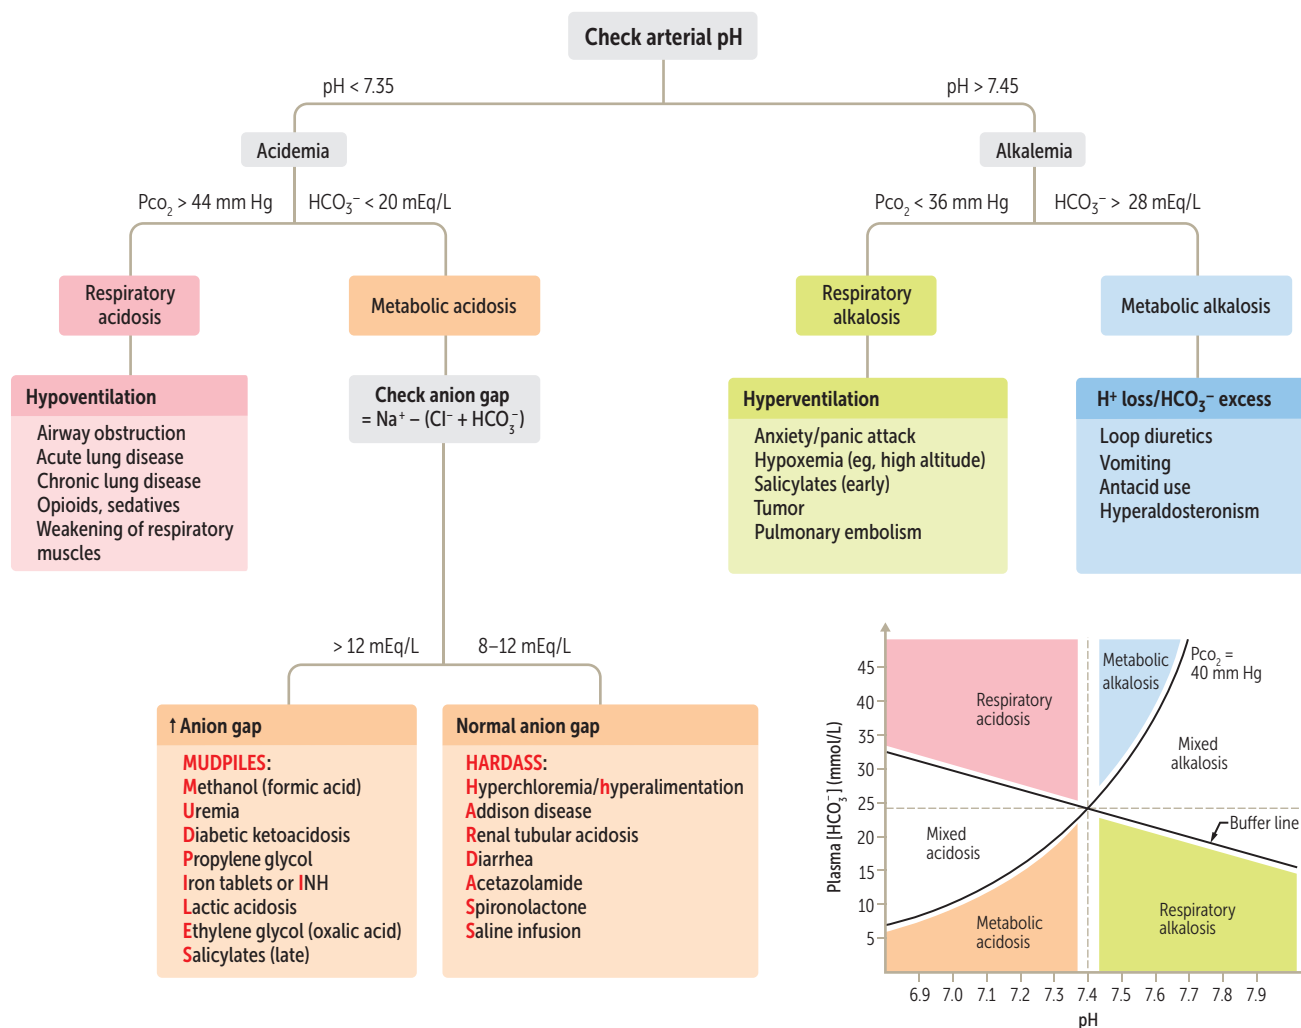 Check arterial pH
pH < 7.35
pH > 7.45
Acidemia
Alkalemia
Pco₂ > 44 mm Hg
HCO₃⁻ < 20 mEq/L
Pco₂ < 36 mm Hg
HCO₃⁻ > 28 mEq/L
Respiratory
acidosis
Metabolic acidosis
Respiratory
alkalosis
Metabolic alkalosis
Hypoventilation
Airway obstruction
Acute lung disease
Chronic lung disease
Opioids, sedatives
Weakening of respiratory
muscles
Check anion gap
= Na⁺ – (Cl⁻ + HCO₃⁻)
Hyperventilation
Anxiety/panic attack
Hypoxemia (eg, high altitude)
Salicylates (early)
Tumor
Pulmonary embolism
H⁺ loss/HCO₃⁻ excess
Loop diuretics
Vomiting
Antacid use
Hyperaldosteronism
> 12 mEq/L
8–12 mEq/L
↑ Anion gap
MUDPILES:
Methanol (formic acid)
Uremia
Diabetic ketoacidosis
Propylene glycol
Iron tablets or INH
Lactic acidosis
Ethylene glycol (oxalic acid)
Salicylates (late)
Normal anion gap
HARDASS:
Hyperchloremia/hyperalimentation
Addison disease
Renal tubular acidosis
Diarrhea
Acetazolamide
Spironolactone
Saline infusion
Plasma [HCO₃⁻] (mmol/L)
45
40
35
30
25
20
15
10
5
Respiratory
acidosis
Metabolic
alkalosis
Pco₂ =
40 mm Hg
Mixed
alkalosis
Mixed
acidosis
Buffer line
Metabolic
acidosis
Respiratory
alkalosis
6.9 7.0 7.1 7.2 7.3 7.4 7.5 7.6 7.7 7.8 7.9
pH